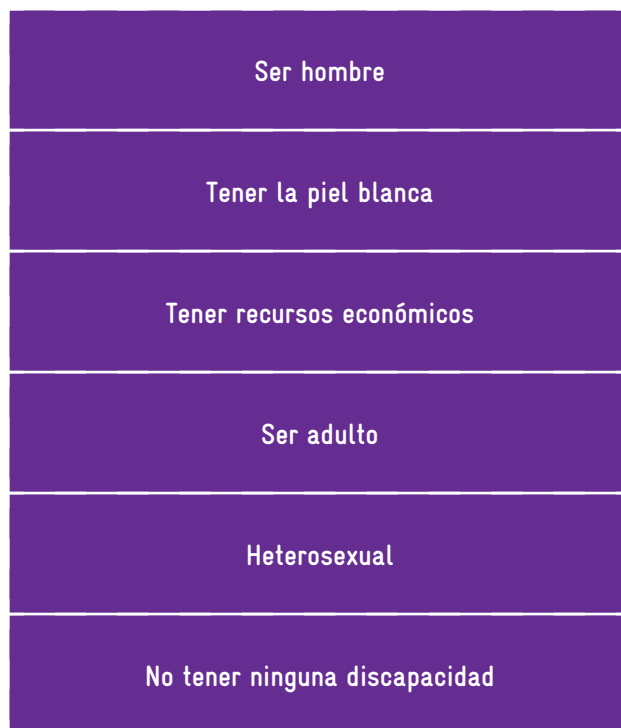 Ser hombre
Tener la piel blanca
Tener recursos económicos
Ser adulto
Heterosexual
No tener ninguna discapacidad